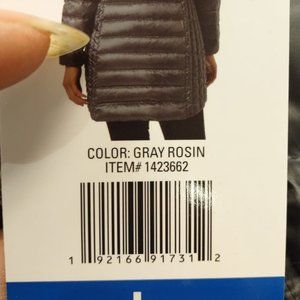 COLOR: GRAY ROSIN
ITEM# 1423662
1 92166 91731 2